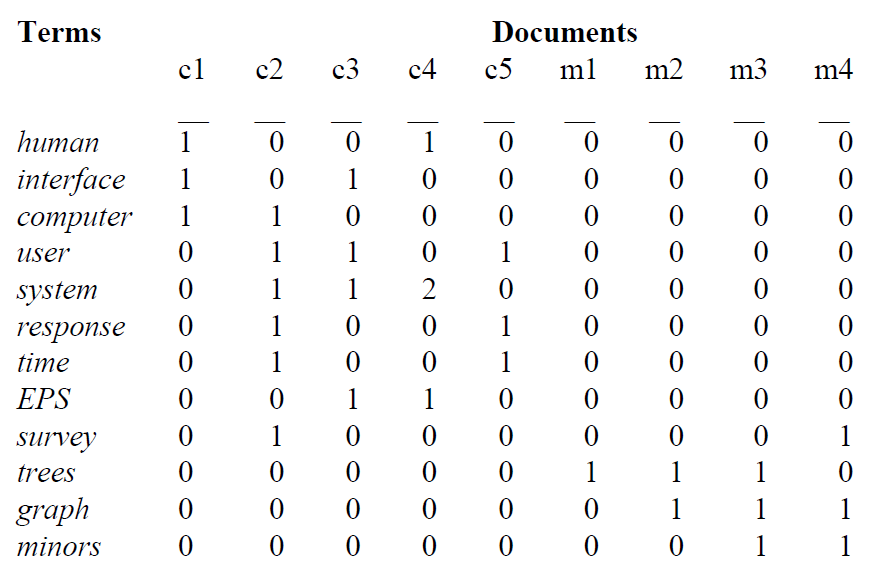 Terms Documents
c1 c2 c3 c4 c5 m1 m2 m3 m4
human 1 0 0 1 0 0 0 0 0
interface 1 0 1 0 0 0 0 0 0
computer 1 1 0 0 0 0 0 0 0
user 0 1 1 0 1 0 0 0 0
system 0 1 1 2 0 0 0 0 0
response 0 1 0 0 1 0 0 0 0
time 0 1 0 0 1 0 0 0 0
EPS 0 0 1 1 0 0 0 0 0
survey 0 1 0 0 0 0 0 0 1
trees 0 0 0 0 0 1 1 1 0
graph 0 0 0 0 0 0 1 1 1
minors 0 0 0 0 0 0 0 1 1